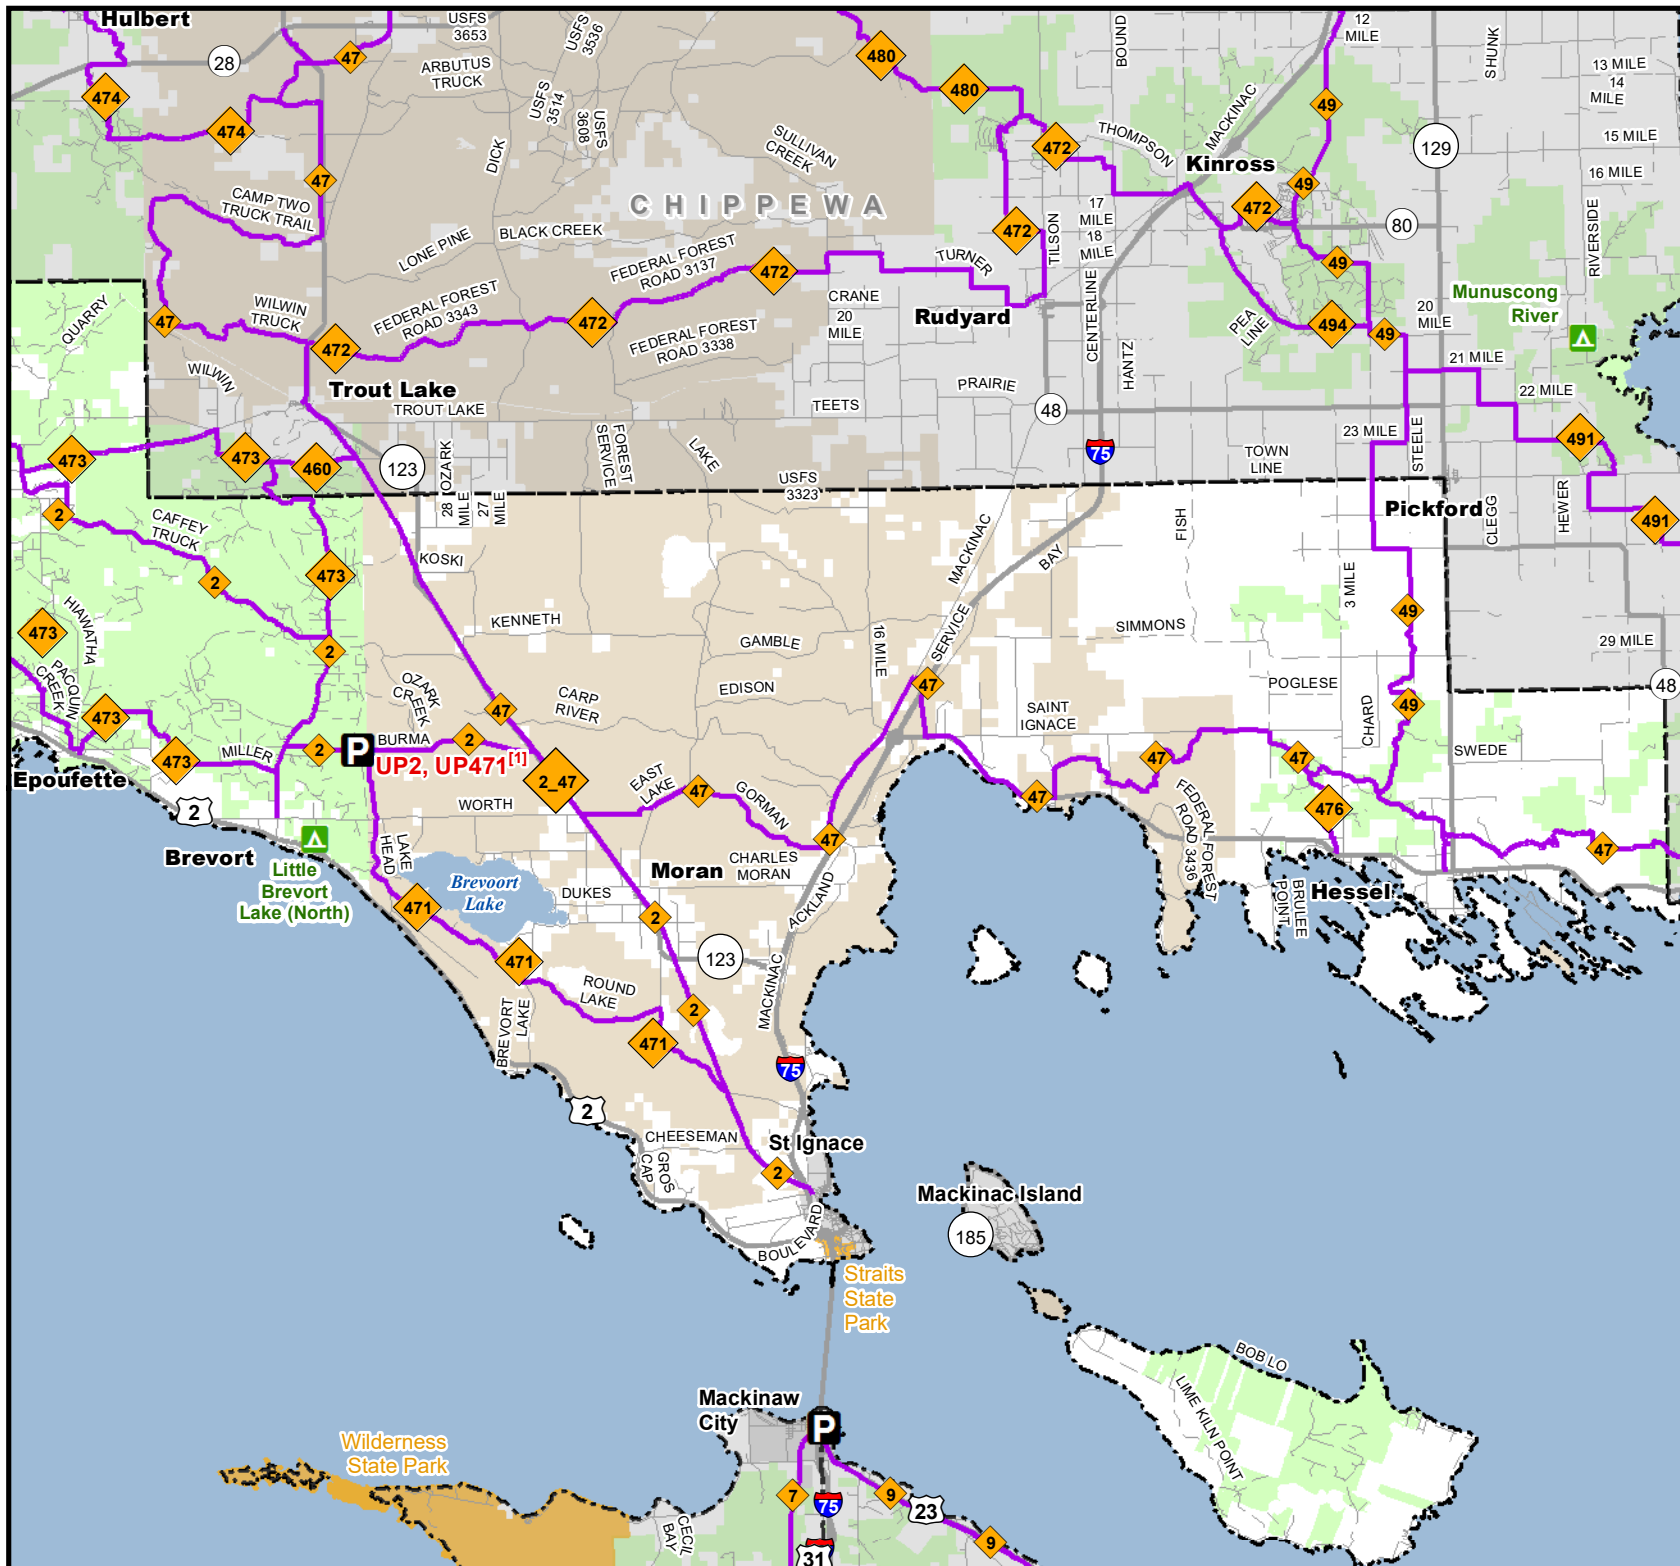 Hulbert
USFS
3653
USFS
3536
12
MILE
BOUND
SHUNK
28
47
480
480
13 MILE
14
MILE
ARBUTUS
TRUCK
474
474
USFS
3514
USFS
3608
MACKINAC
49
129
15 MILE
16 MILE
SULLIVAN
CREEK
472
THOMPSON
Kinross
DICK
47
49
472
CAMP TWO
TRUCK TRAIL
CHIPPEWA
17
MILE
18
MILE
80
RIVERSIDE
BLACK CREEK
LONE PINE
472
TILSON
TURNER
49
FEDERAL FOREST
ROAD 3137
472
FEDERAL FOREST
ROAD 3343
CRANE
20
MILE
Rudyard
CENTERLINE
Munuscong
River
QUARRY
47
WILWIN
TRUCK
472
472
FEDERAL FOREST
ROAD 3338
PEA
LINE
494
49
20
MILE
HANTZ
21 MILE
22 MILE
WILWIN
Trout Lake
TROUT LAKE
TEETS
PRAIRIE
48
23 MILE
STEELE
491
473
473
460
123
OZARK
28
MILE
27
MILE
FOREST
SERVICE
LAKE
USFS
3323
75
TOWN
LINE
Pickford
CLEGG
HEWER
491
2
CAFFEY
TRUCK
2
473
KOSKI
MACKINAC
BAY
FISH
3 MILE
HIAWATHA
473
KENNETH
GAMBLE
16 MILE
SERVICE
SIMMONS
49
29 MILE
2
PACQUIN
CREEK
OZARK
CREEK
CARP
RIVER
EDISON
47
POGLESE
CHARD
49
48
473
473
MILLER
2
P
BURMA
2
47
UP2, UP471[1]
SAINT
IGNACE
47
47
SWEDE
Epoufette
2
WORTH
2_47
EAST
LAKE
47
GORMAN
47
47
FEDERAL FOREST
ROAD 3436
476
47
Brevort
Little
Brevort
Lake (North)
LAKE
HEAD
Brevoort
Lake
Moran
CHARLES
MORAN
DUKES
ACKLAND
BRULEE
POINT
Hessel
471
2
471
123
MACKINAC
ROUND
LAKE
2
BREVORT
LAKE
471
75
2
CHEESEMAN
GROS
CAP
St Ignace
2
BOULEVARD
Mackinac Island
185
Straits
State
Park
BOB LO
LIME KILN POINT
Mackinaw
City
P
Wilderness
State Park
7
75
9
23
9
CECIL
BAY
31